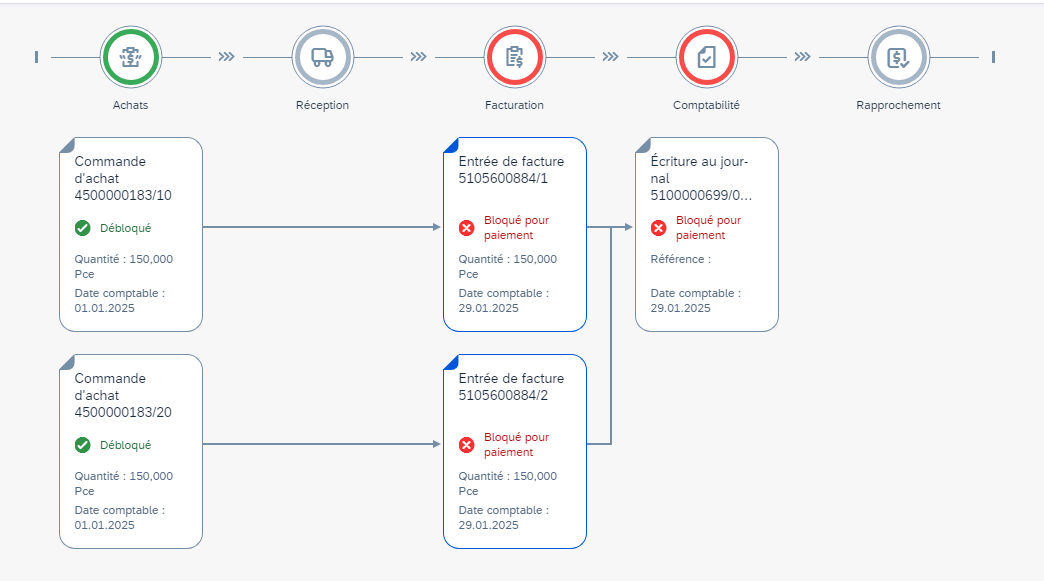 Achats
Réception
Facturation
Comptabilité
Rapprochement
Commande
d'achat
4500000183/10
Débloqué
Quantité : 150,000
Pce
Date comptable :
01.01.2025
Entrée de facture
5105600884/1
Bloqué pour
paiement
Quantité : 150,000
Pce
Date comptable :
29.01.2025
Écriture au jour-
nal
5100000699/0...
Bloqué pour
paiement
Référence :
Date comptable :
29.01.2025
Commande
d'achat
4500000183/20
Débloqué
Quantité : 150,000
Pce
Date comptable :
01.01.2025
Entrée de facture
5105600884/2
Bloqué pour
paiement
Quantité : 150,000
Pce
Date comptable :
29.01.2025